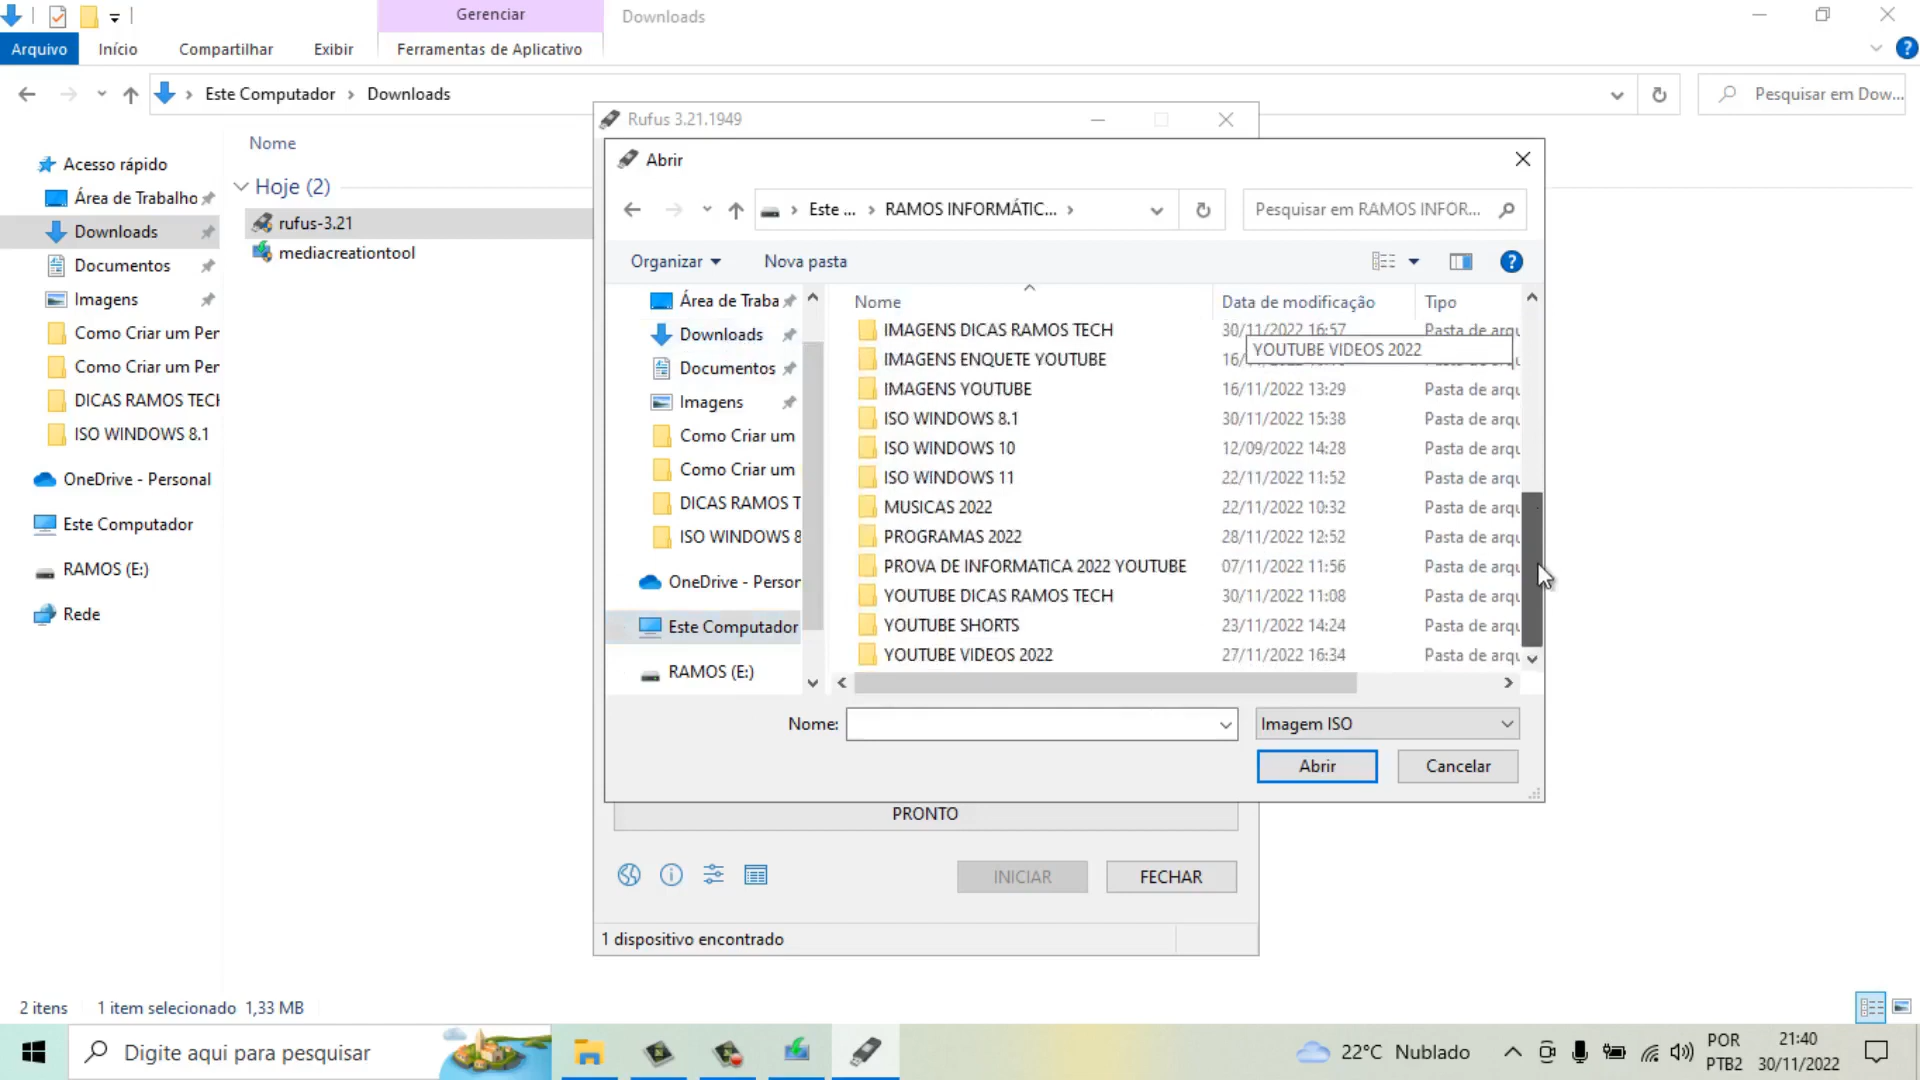 Gerenciar
Downloads
Arquivo
Início
Compartilhar
Exibir
Ferramentas de Aplicativo
Este Computador
Downloads
Pesquisar em Dow...
Acesso rápido
Área de Trabalho
Downloads
Documentos
Imagens
Como Criar um Per
Como Criar um Per
DICAS RAMOS TECH
ISO WINDOWS 8.1
OneDrive - Personal
Este Computador
RAMOS (E:)
Rede
Nome
Hoje (2)
rufus-3.21
mediacreationtool
Rufus 3.21.1949
Abrir
Este ...
RAMOS INFORMÁTIC...
Pesquisar em RAMOS INFOR...
Organizar
Nova pasta
Área de Traba
Downloads
Documentos
Imagens
Como Criar um
Como Criar um
DICAS RAMOS T
ISO WINDOWS 8
OneDrive - Person
Este Computador
RAMOS (E:)
Nome Data de modificação Tipo
IMAGENS DICAS RAMOS TECH 30/11/2022 16:57 Pasta de arqu
YOUTUBE VIDEOS 2022
IMAGENS ENQUETE YOUTUBE 16/
IMAGENS YOUTUBE 16/11/2022 13:29 Pasta de arqu
ISO WINDOWS 8.1 30/11/2022 15:38 Pasta de arqu
ISO WINDOWS 10 12/09/2022 14:28 Pasta de arqu
ISO WINDOWS 11 22/11/2022 11:52 Pasta de arqu
MUSICAS 2022 22/11/2022 10:32 Pasta de arqu
PROGRAMAS 2022 28/11/2022 12:52 Pasta de arqu
PROVA DE INFORMATICA 2022 YOUTUBE 07/11/2022 11:56 Pasta de arqu
YOUTUBE DICAS RAMOS TECH 30/11/2022 11:08 Pasta de arqu
YOUTUBE SHORTS 23/11/2022 14:24 Pasta de arqu
YOUTUBE VIDEOS 2022 27/11/2022 16:34 Pasta de arqu
Nome:
Imagem ISO
Abrir
Cancelar
PRONTO
INICIAR
FECHAR
1 dispositivo encontrado
2 itens 1 item selecionado 1,33 MB
Digite aqui para pesquisar
22°C Nublado
POR
PTB2
21:40
30/11/2022